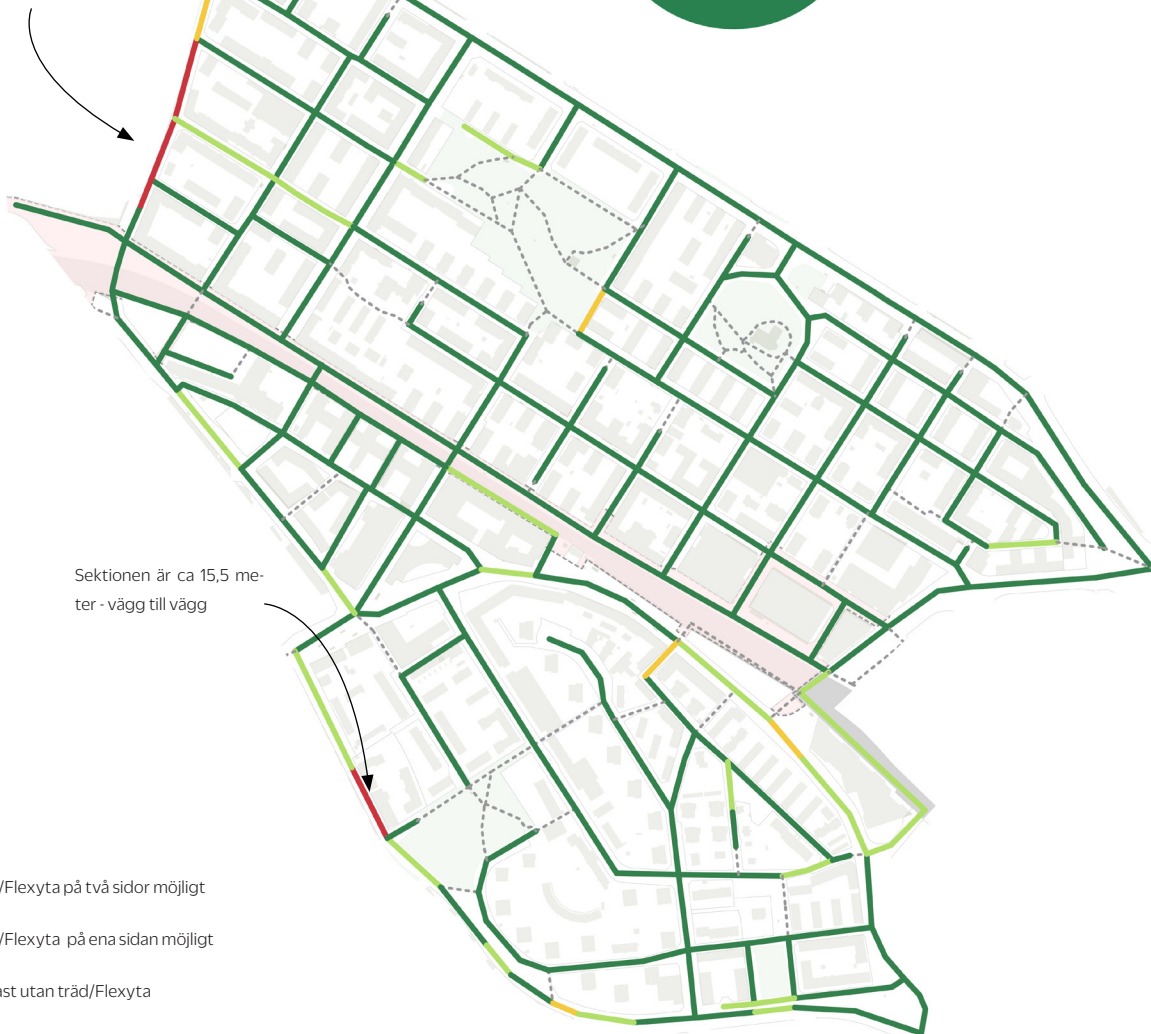 Sektionen är ca 15,5 me-
ter - vägg till vägg
/Flexyta på två sidor möjligt
/Flexyta på ena sidan möjligt
ast utan träd/Flexyta